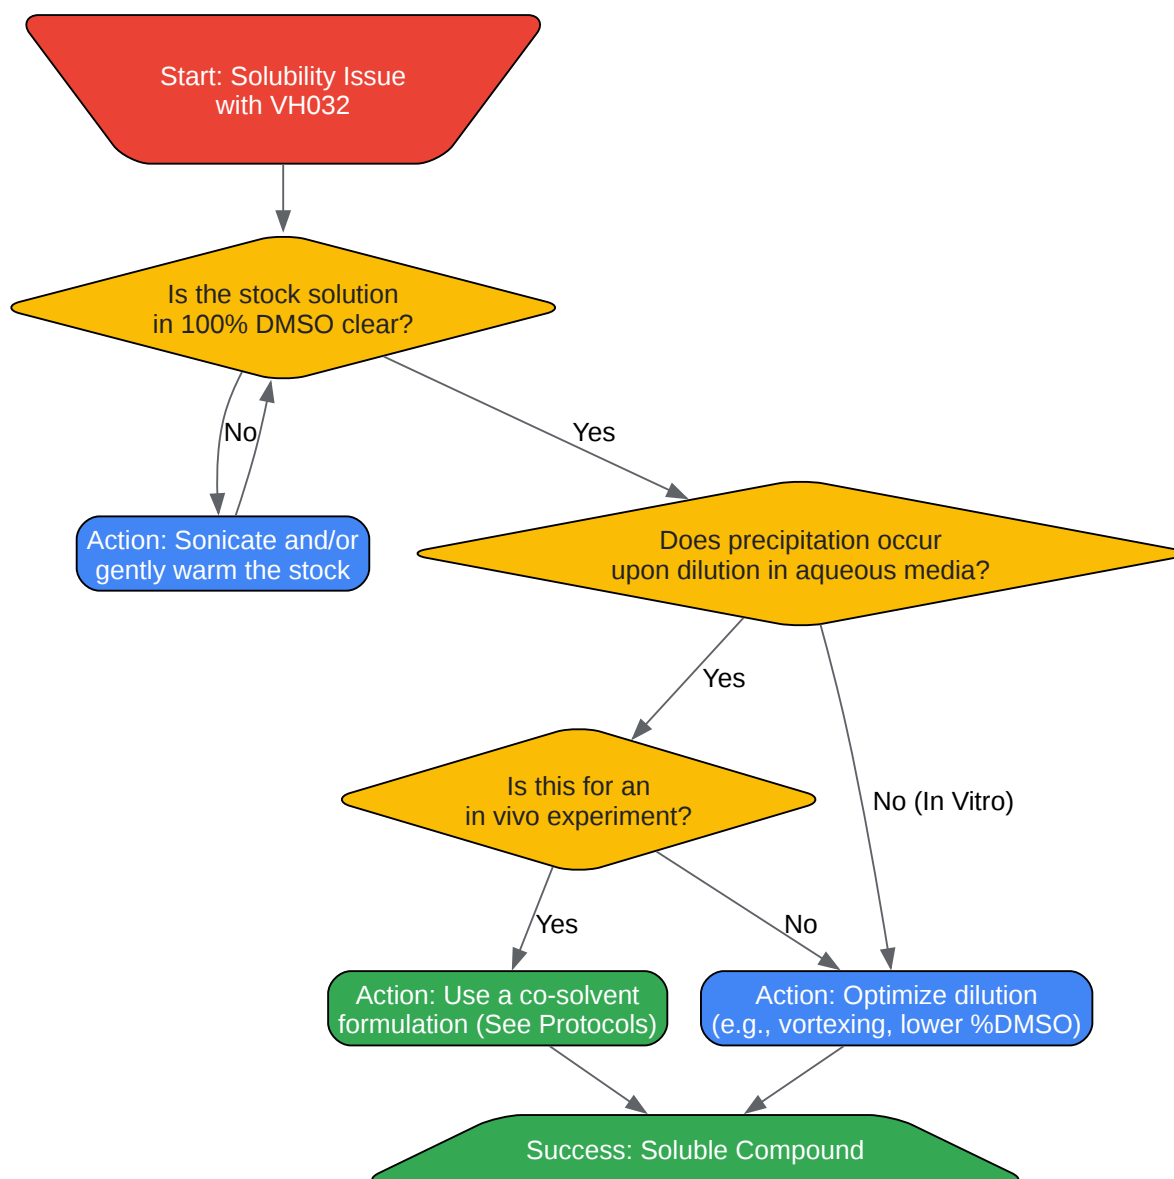 Start: Solubility Issue
with VH032
Is the stock solution
in 100% DMSO clear?
No
Yes
Action: Sonicate and/or
gently warm the stock
Does precipitation occur
upon dilution in aqueous media?
Yes
No (In Vitro)
Is this for an
in vivo experiment?
Yes
No
Action: Use a co-solvent
formulation (See Protocols)
Action: Optimize dilution
(e.g., vortexing, lower %DMSO)
Success: Soluble Compound